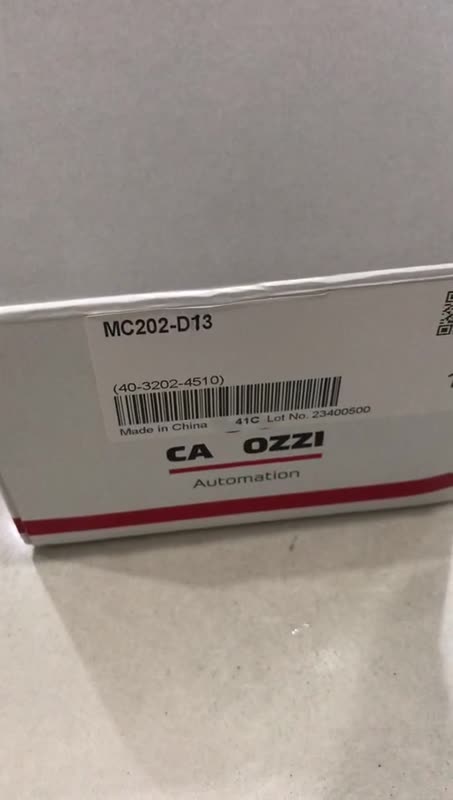 MC202-D13
(40-3202-4510)
Made in China 41C Lot No. 23400500
CA OZZI
Automation